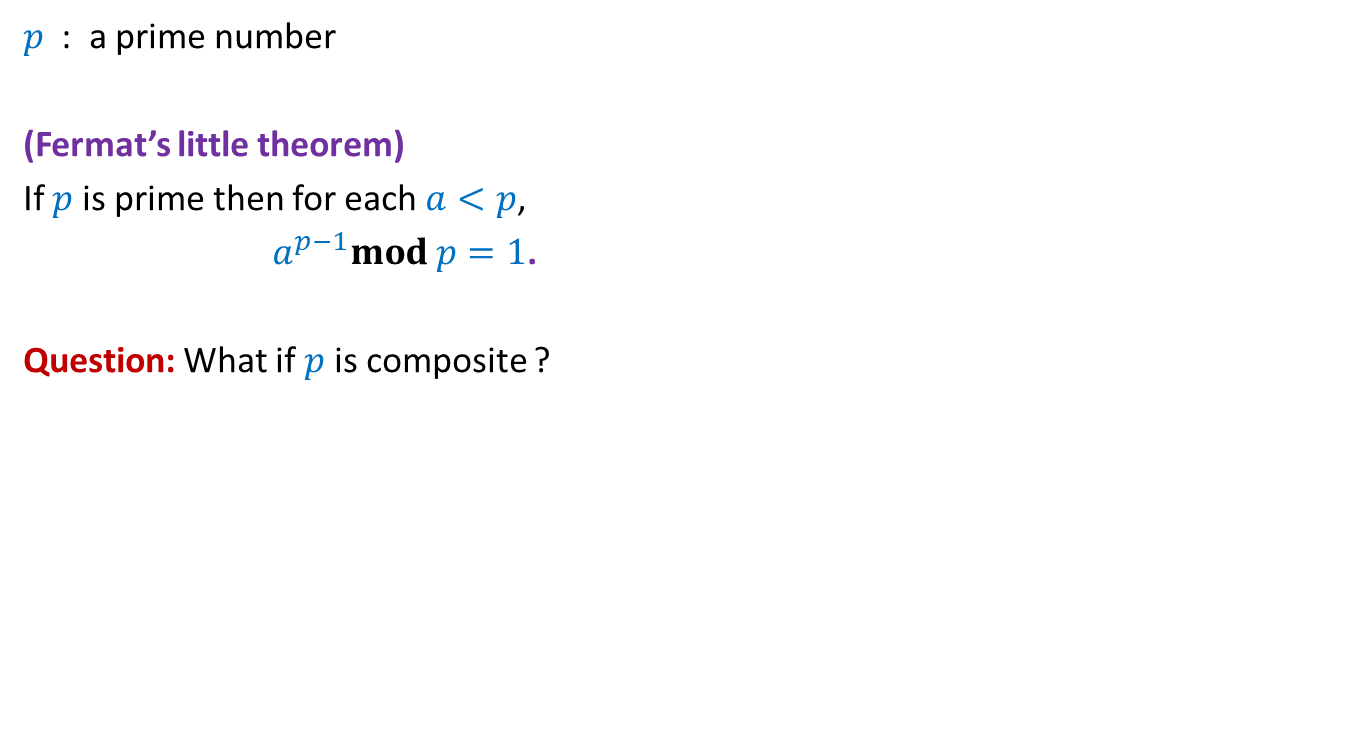 𝑝 : a prime number
(Fermat’s little theorem)
If 𝑝 is prime then for each 𝑎 < 𝑝,
𝑎^{𝑝−1} mod 𝑝 = 1.
Question: What if 𝑝 is composite ?